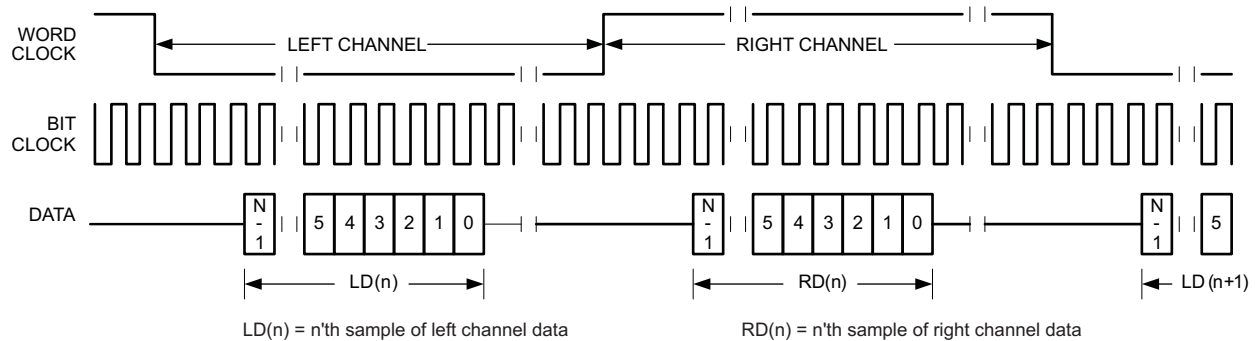 WORD
CLOCK
LEFT CHANNEL
RIGHT CHANNEL
BIT
CLOCK
DATA
N
-
1
5 4 3 2 1 0
N
-
1
5 4 3 2 1 0
N
-
1
5
LD(n)
RD(n)
LD (n+1)
LD(n) = n'th sample of left channel data
RD(n) = n'th sample of right channel data